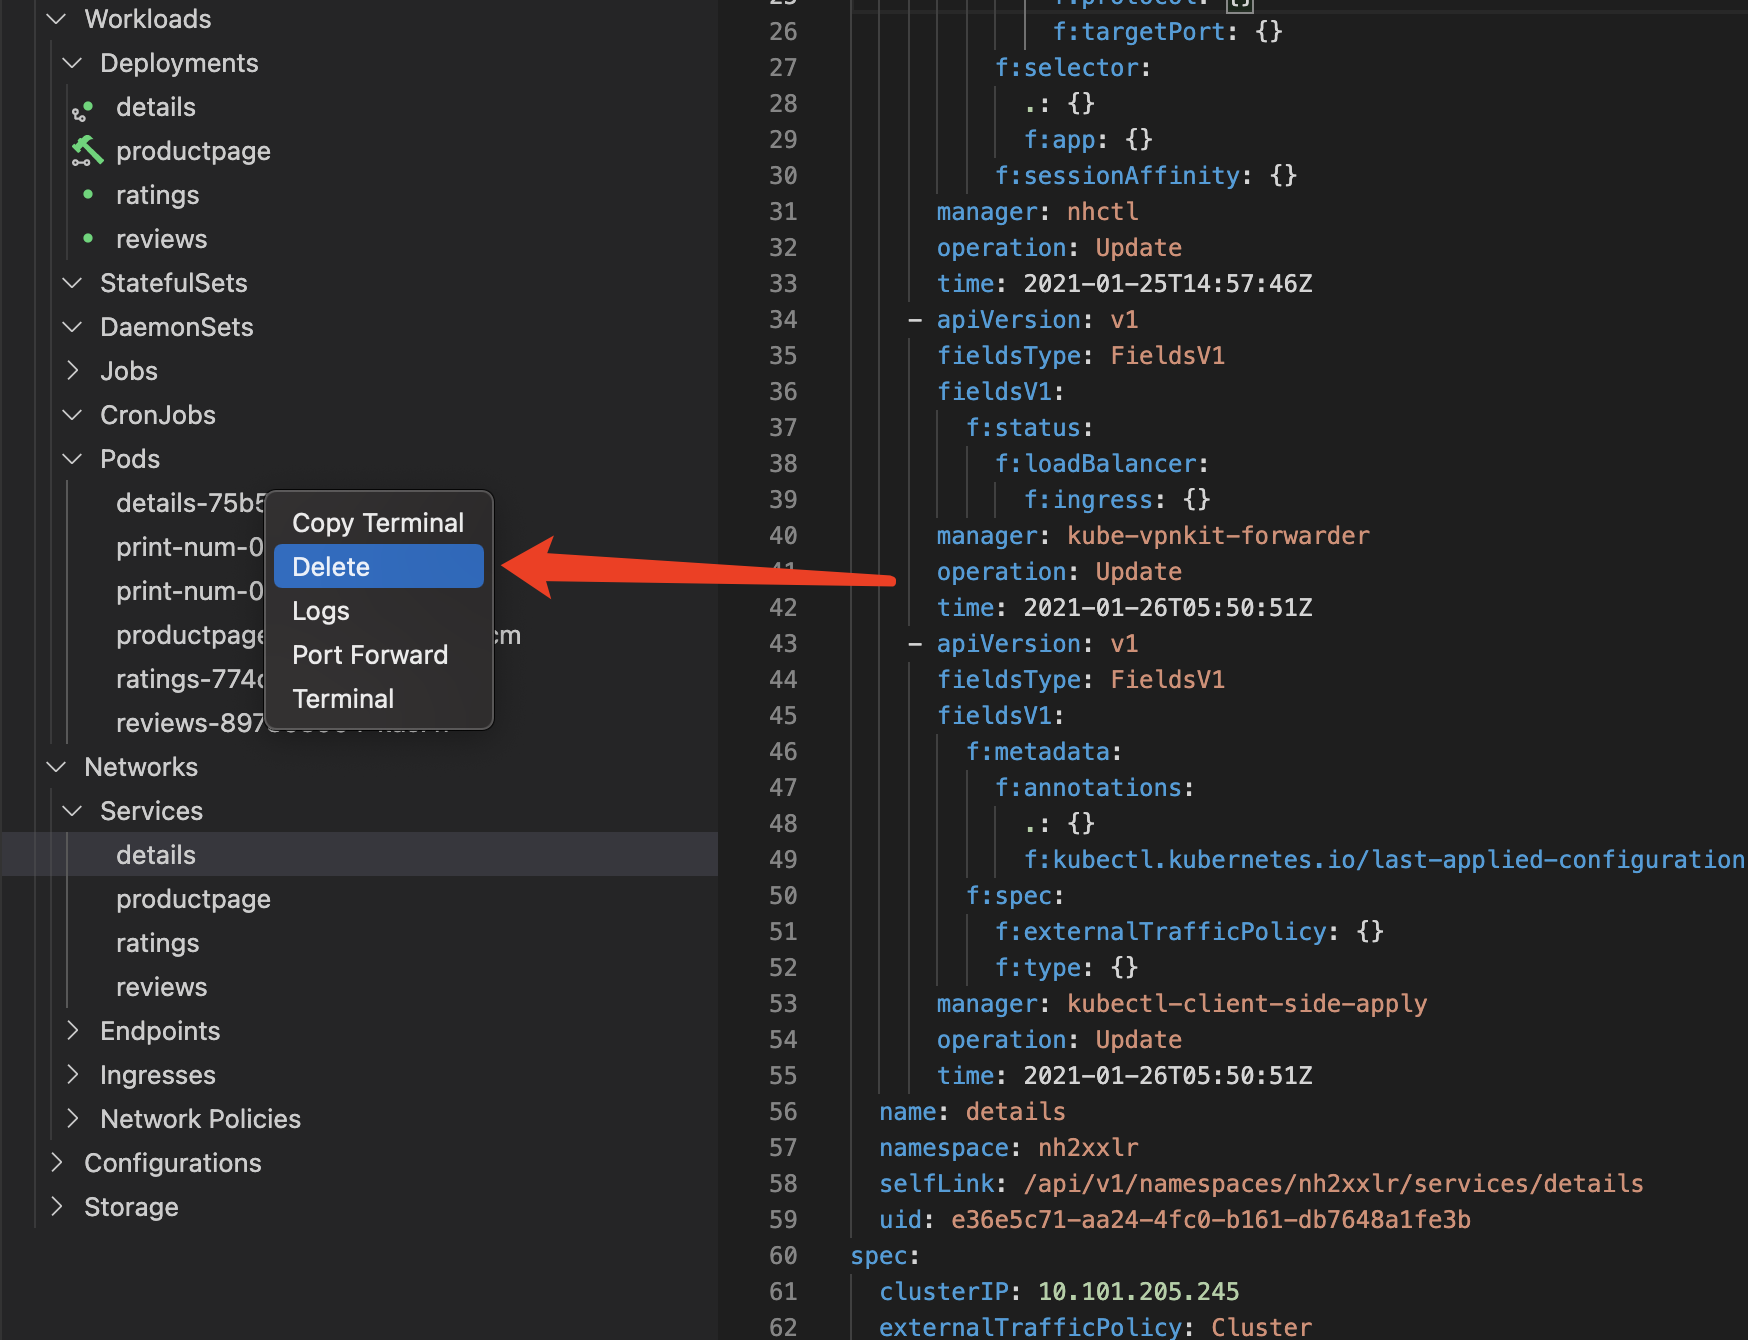 Workloads
Deployments
details
productpage
ratings
reviews
StatefulSets
DaemonSets
Jobs
CronJobs
Pods
details-75b5
print-num-0
print-num-0
productpage
ratings-774
reviews-897
Copy Terminal
Delete
Logs
Port Forward
Terminal
Networks
Services
details
productpage
ratings
reviews
Endpoints
Ingresses
Network Policies
Configurations
Storage
25 f:protocol: {}
26 f:targetPort: {}
27 f:selector:
28 .: {}
29 f:app: {}
30 f:sessionAffinity: {}
31 manager: nhctl
32 operation: Update
33 time: 2021-01-25T14:57:46Z
34 - apiVersion: v1
35 fieldsType: FieldsV1
36 fieldsV1:
37 f:status:
38 f:loadBalancer:
39 f:ingress: {}
40 manager: kube-vpnkit-forwarder
41 operation: Update
42 time: 2021-01-26T05:50:51Z
43 - apiVersion: v1
44 fieldsType: FieldsV1
45 fieldsV1:
46 f:metadata:
47 f:annotations:
48 .: {}
49 f:kubectl.kubernetes.io/last-applied-configuration
50 f:spec:
51 f:externalTrafficPolicy: {}
52 f:type: {}
53 manager: kubectl-client-side-apply
54 operation: Update
55 time: 2021-01-26T05:50:51Z
56 name: details
57 namespace: nh2xxlr
58 selfLink: /api/v1/namespaces/nh2xxlr/services/details
59 uid: e36e5c71-aa24-4fc0-b161-db7648a1fe3b
60 spec:
61 clusterIP: 10.101.205.245
62 externalTrafficPolicy: Cluster